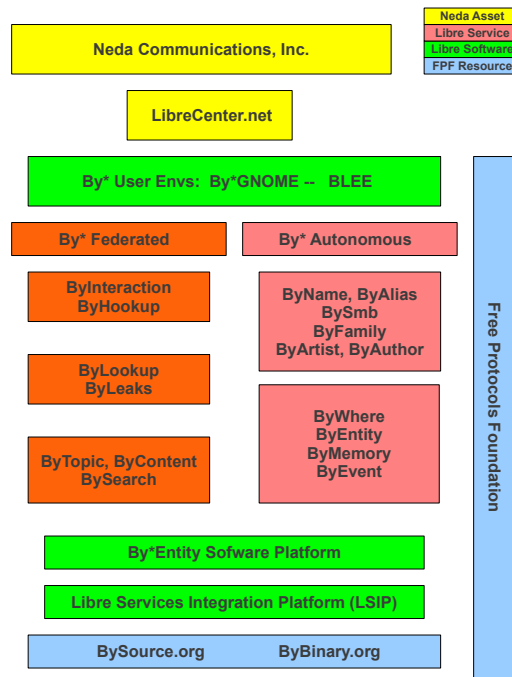 Neda Communications, Inc.
Neda Asset
Libre Service
Libre Software
FPF Resource
LibreCenter.net
By* User Envs:  By*GNOME --   BLEE
By* Federated
By* Autonomous
ByInteraction
ByHookup
ByName, ByAlias
BySmb
ByFamily
ByArtist, ByAuthor
ByLookup
ByLeaks
ByWhere
ByEntity
ByMemory
ByEvent
ByTopic, ByContent
BySearch
Free Protocols Foundation
By*Entity Sofware Platform
Libre Services Integration Platform (LSIP)
BySource.org
ByBinary.org